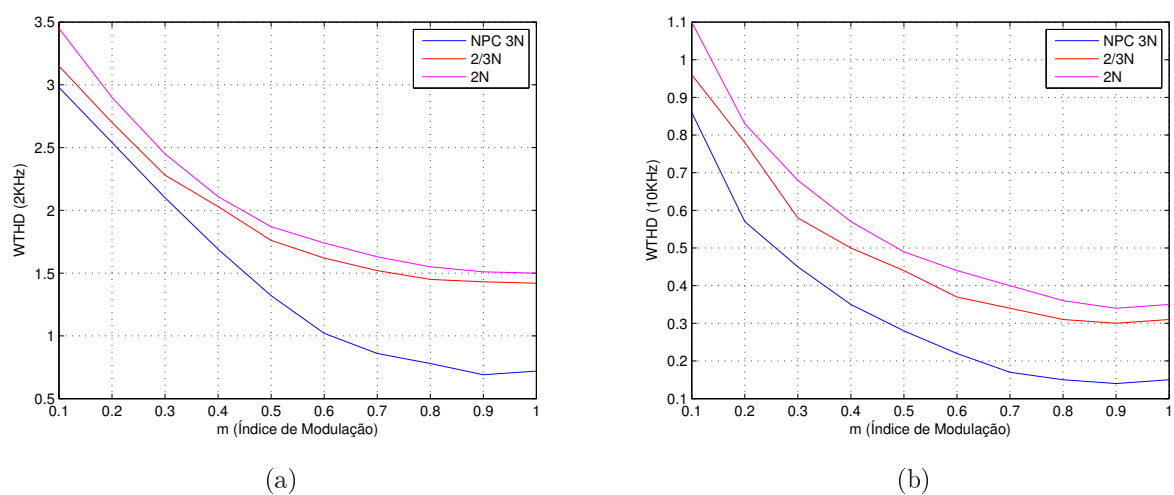 3.5
3
2.5
2
1.5
1
0.5
WTHD (2KHz)
NPC 3N
2/3N
2N
0.1 0.2 0.3 0.4 0.5 0.6 0.7 0.8 0.9 1
m (Índice de Modulação)
(a)
1.1
1
0.9
0.8
0.7
0.6
0.5
0.4
0.3
0.2
0.1
WTHD (10KHz)
NPC 3N
2/3N
2N
0.1 0.2 0.3 0.4 0.5 0.6 0.7 0.8 0.9 1
m (Índice de Modulação)
(b)